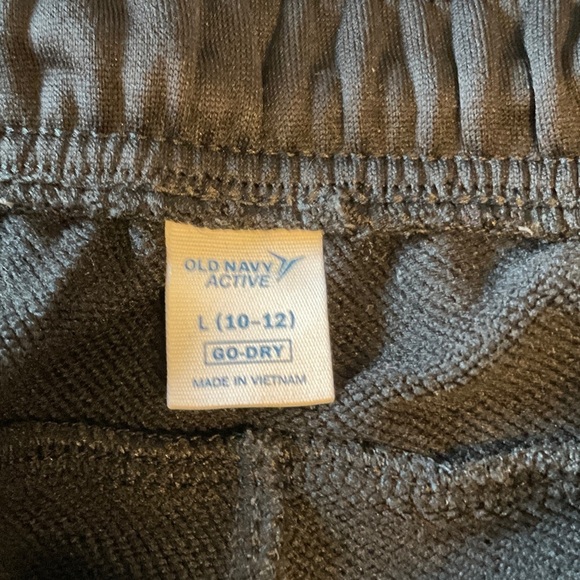 OLD NAVY
ACTIVE
L (10-12)
GO-DRY
MADE IN VIETNAM